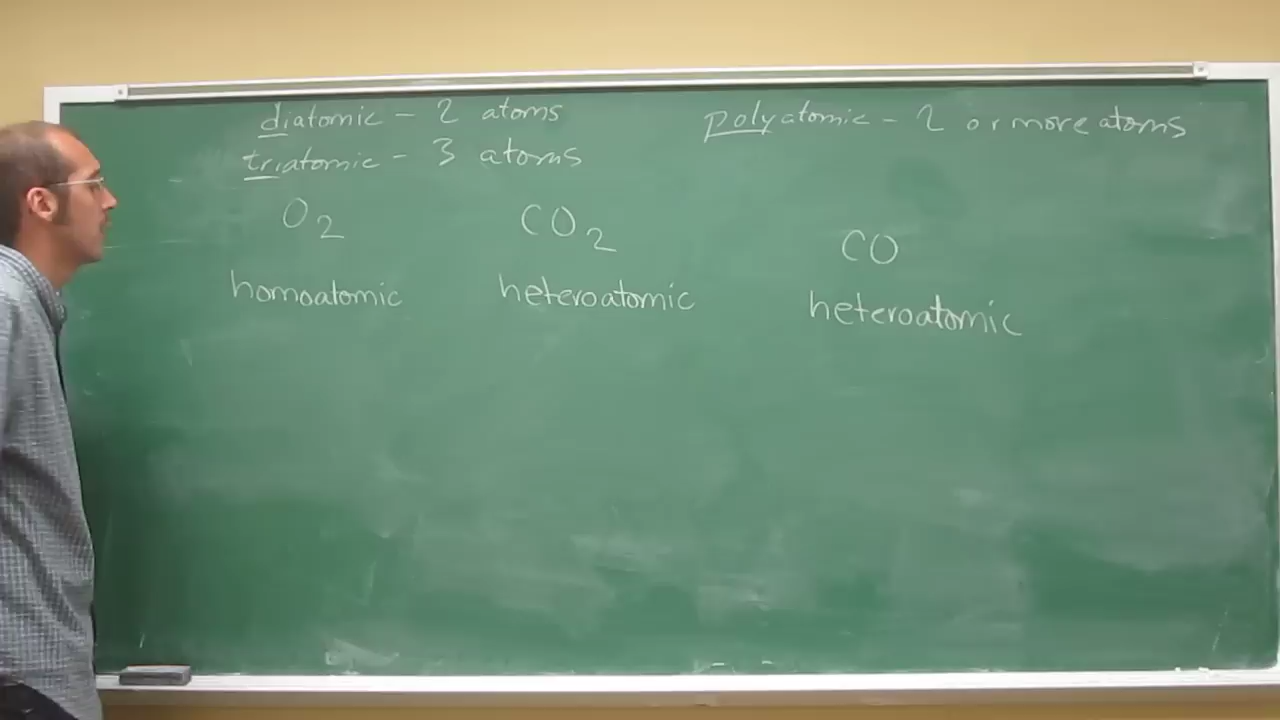 diatomic - 2 atoms
polyatomic - 2 or more atoms
triatomic - 3 atoms
O₂
CO₂
CO
homoatomic
heteroatomic
heteroatomic